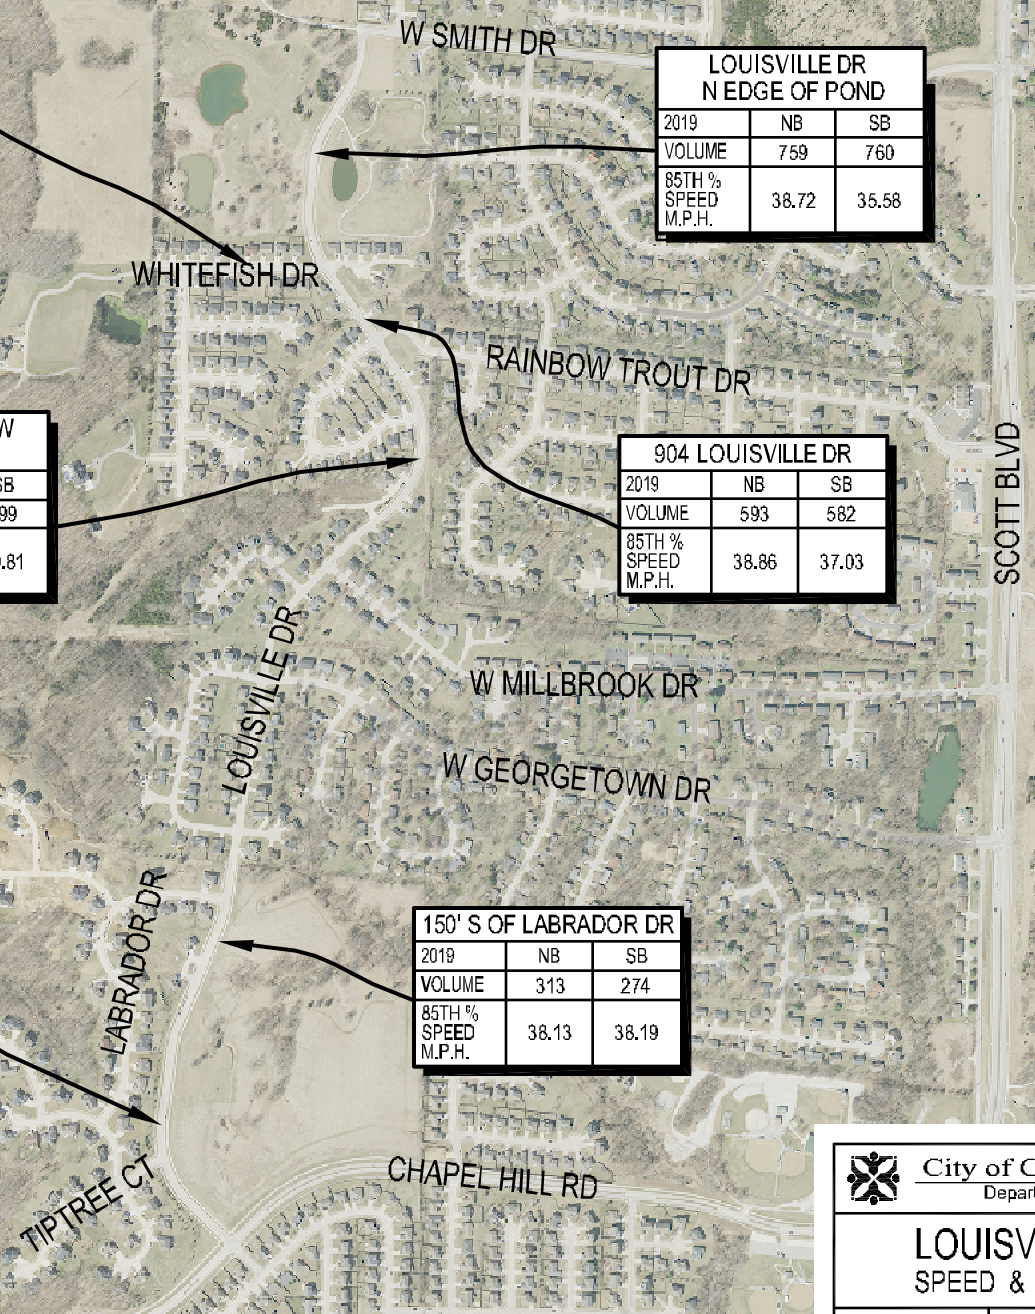 W SMITH DR
LOUISVILLE DR
N EDGE OF POND
2019 NB SB
VOLUME 759 760
85TH %
SPEED
M.P.H. 38.72 35.58
WHITEFISH DR
RAINBOW TROUT DR
W
SB
99
.81
904 LOUISVILLE DR
2019 NB SB
VOLUME 593 582
85TH %
SPEED
M.P.H. 38.86 37.03
SCOTT BLVD
LOUISVILLE DR
W MILLBROOK DR
W GEORGETOWN DR
LABRADOR DR
150' S OF LABRADOR DR
2019 NB SB
VOLUME 313 274
85TH %
SPEED
M.P.H. 38.13 38.19
TIPTREE CT
CHAPEL HILL RD
City of C
Depart
LOUISV
SPEED &